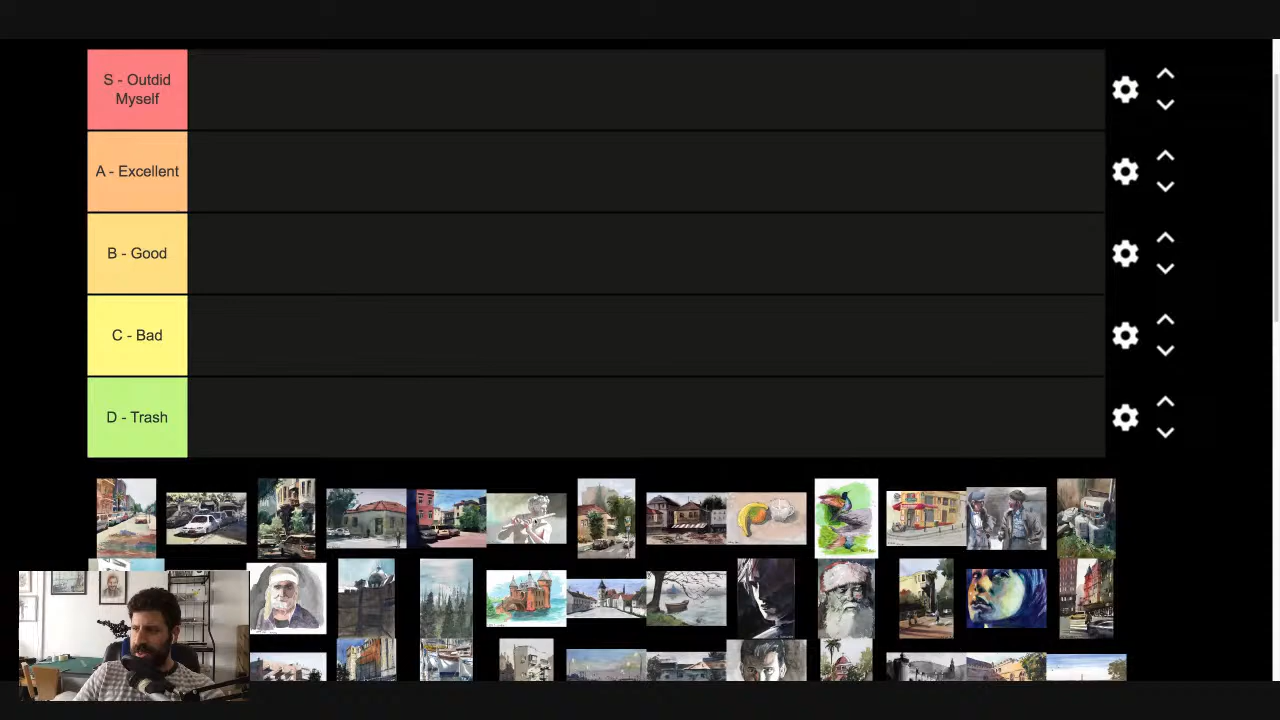 S - Outdid
Myself
A - Excellent
B - Good
C - Bad
D - Trash